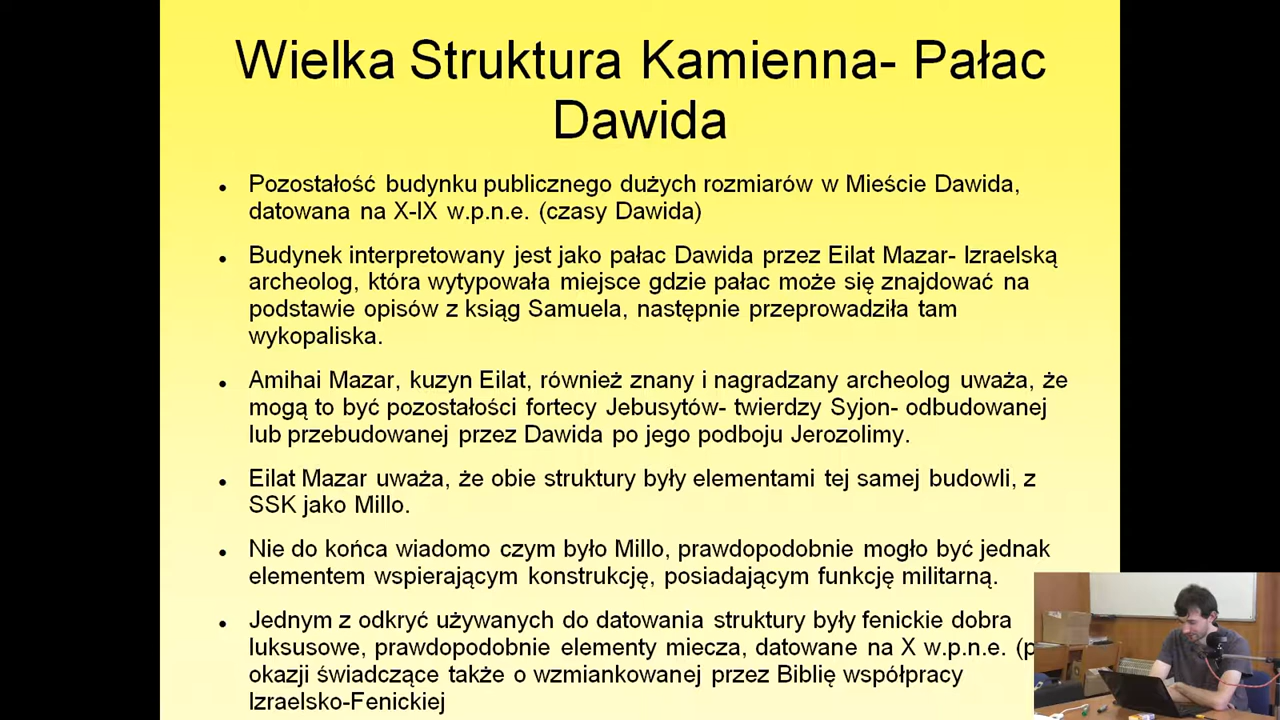 Wielka Struktura Kamienna- Pałac
Dawida
Pozostałość budynku publicznego dużych rozmiarów w Mieście Dawida,
datowana na X-IX w.p.n.e. (czasy Dawida)
Budynek interpretowany jest jako pałac Dawida przez Eilat Mazar- Izraelską
archeolog, która wytypowała miejsce gdzie pałac może się znajdować na
podstawie opisów z ksiąg Samuela, następnie przeprowadziła tam
wykopaliska.
Amihai Mazar, kuzyn Eilat, również znany i nagradzany archeolog uważa, że
mogą to być pozostałości fortecy Jebusytów- twierdzy Syjon- odbudowanej
lub przebudowanej przez Dawida po jego podboju Jerozolimy.
Eilat Mazar uważa, że obie struktury były elementami tej samej budowli, z
SSK jako Millo.
Nie do końca wiadomo czym było Millo, prawdopodobnie mogło być jednak
elementem wspierającym konstrukcję, posiadającym funkcję militarną.
Jednym z odkryć używanych do datowania struktury były fenickie dobra
luksusowe, prawdopodobnie elementy miecza, datowane na X w.p.n.e.
okazji świadczące także o wzmiankowanej przez Biblię współpracy
Izraelsko-Fenickiej